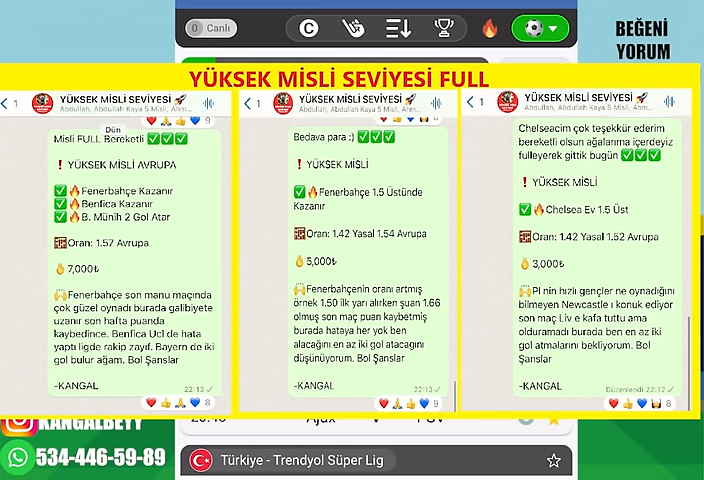 0 Canlı
BEĞENİ
YORUM
YÜKSEK MİSLİ SEVİYESİ FULL
1
YÜKSEK MİSLİ SEVİYESİ 🚀
Abdullah, Abdullah Kaya 5 Misli, Ahm...
9
Dün
Misli FULL Bereketli ✅✅✅
❗ YÜKSEK MİSLİ AVRUPA
✅🔥Fenerbahçe Kazanır
✅🔥Benfica Kazanır
✅🔥B. Münih 2 Gol Atar
Oran: 1.57 Avrupa
💰7,000₺
🙌Fenerbahçe son manu maçında
çok güzel oynadı burada galibiyete
uzanır son hafta puanda
kaybedince. Benfica Ucl de hata
yaptı ligde rakip zayıf. Bayern de iki
gol bulur ağam. Bol Şanslar
-KANGAL
22:13
❤️👍🙏💙 8
1
YÜKSEK MİSLİ SEVİYESİ 🚀
Abdullah, Abdullah Kaya 5 Misli, Ahm...
Bedava para :) ✅✅✅
❗ YÜKSEK MİSLİ
✅🔥Fenerbahçe 1.5 Üstünde
Kazanır
Oran: 1.42 Yasal 1.54 Avrupa
💰5,000₺
🙌Fenerbahçenin oranı artmış
örnek 1.50 ilk yarı alırken şuan 1.66
olmuş son maç puan kaybetmiş
burada hataya her yok ben
alacağını en az iki gol atacagını
düşünüyorum. Bol Şanslar
-KANGAL
22:13
❤️🙏👍💙 9
1
YÜKSEK MİSLİ SEVİYESİ 🚀
Abdullah, Abdullah Kaya 5 Misli, Ahm...
Chelseacim çok teşekkür ederim
bereketli olsun ağalarıma içerdeyiz
fulleyerek gittik bugün ✅✅✅
❗ YÜKSEK MİSLİ
✅🔥Chelsea Ev 1.5 Üst
Oran: 1.42 Yasal 1.52 Avrupa
💰3,000₺
🙌Pl nin hızlı gençler ne oynadığını
bilmeyen Newcastle ı konuk ediyor
son maç Liv e kafa tuttu ama
olduramadı burada ben en az iki
gol atmalarını bekliyorum. Bol
Şanslar
-KANGAL
Düzenlendi 22:12
❤️👍💙🙌 8
KANGALBEYY
534-446-59-89
Ajax
Türkiye - Trendyol Süper Lig